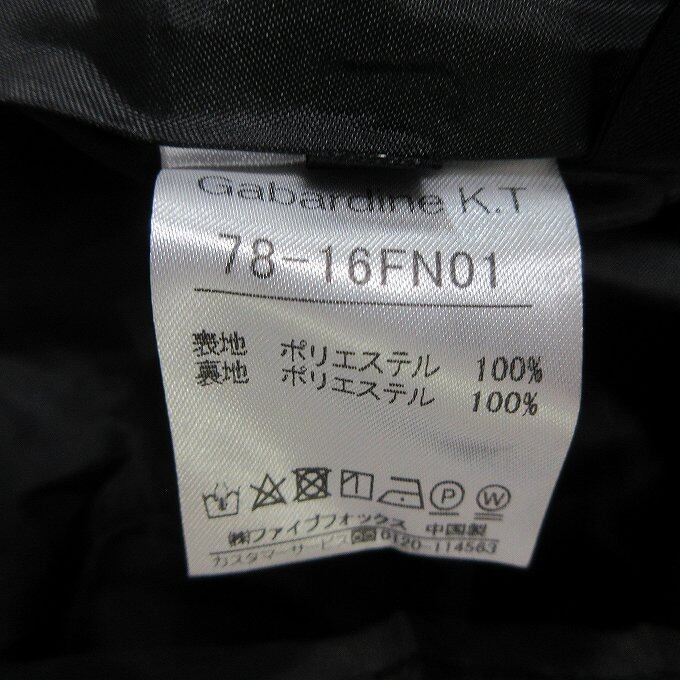 Gabardine K.T
78-16FN01
表地 ポリエステル 100%
裏地 ポリエステル 100%
P W
㈱ファイブフォックス 中国製
カスタマーサービス 0120-114563